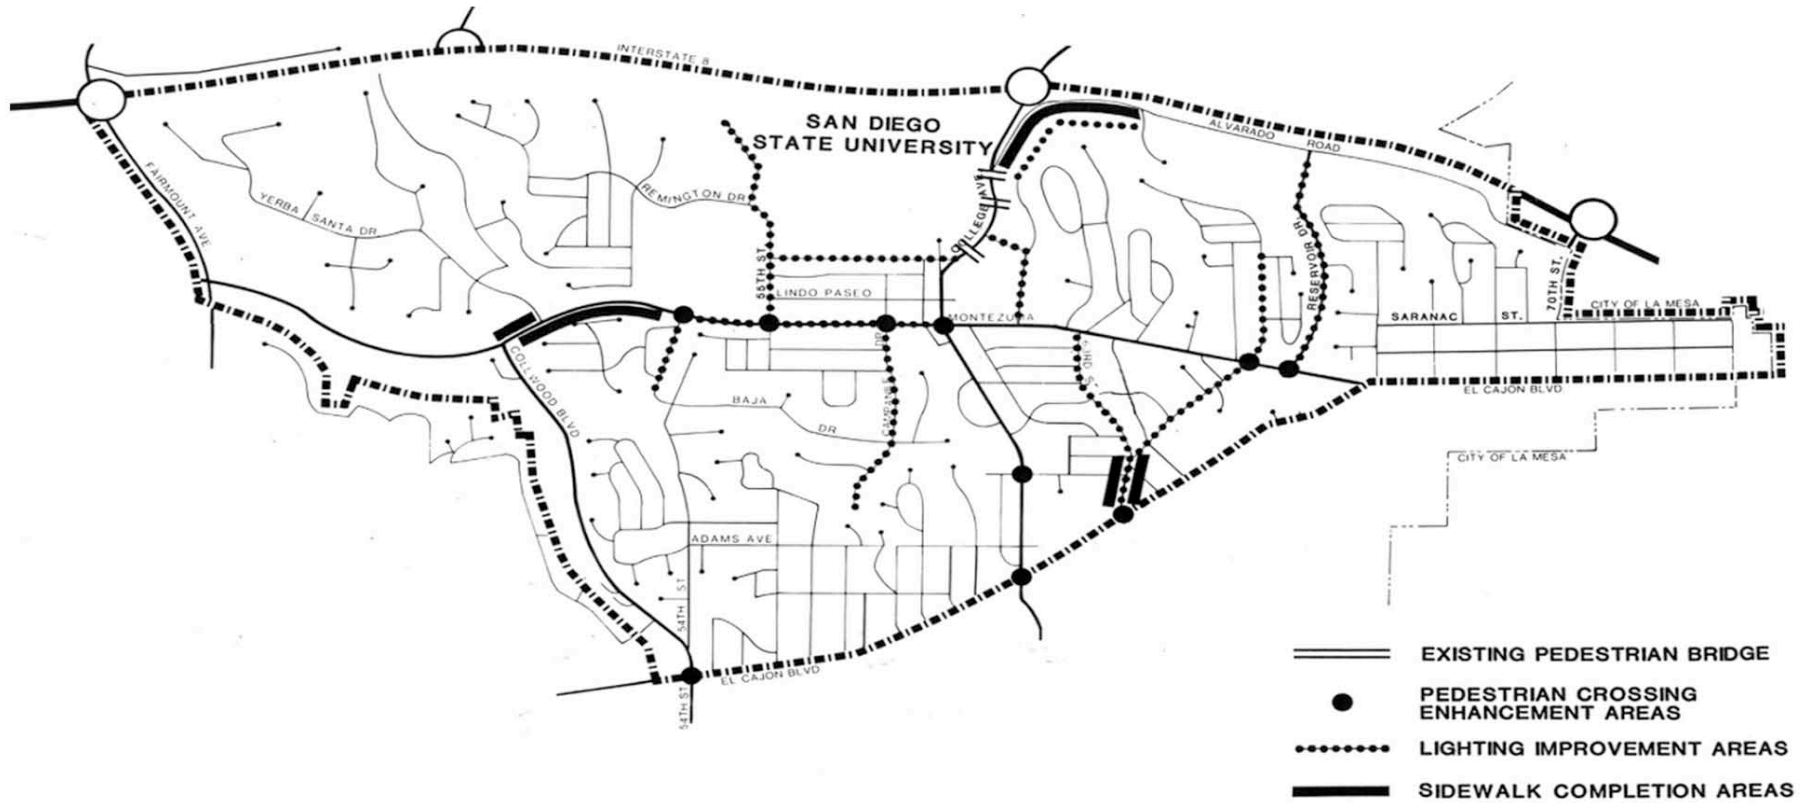 INTERSTATE 8
SAN DIEGO
STATE UNIVERSITY
ALVARADO
ROAD
FAIRMOUNT AVE
YERBA SANTA DR
REMINGTON DR
COLLEGE AVE
RESERVOIR DR.
55TH ST
LINDO PASEO
MONTEZUMA
70TH ST.
CITY OF LA MESA
SARANAC ST.
EL CAJON BLVD
CITY OF LA MESA
COLLWOOD BLVD
BAJA
DR
DR
ADAMS AVE
54TH ST
EL CAJON BLVD
54TH ST
EXISTING PEDESTRIAN BRIDGE
PEDESTRIAN CROSSING
ENHANCEMENT AREAS
LIGHTING IMPROVEMENT AREAS
SIDEWALK COMPLETION AREAS